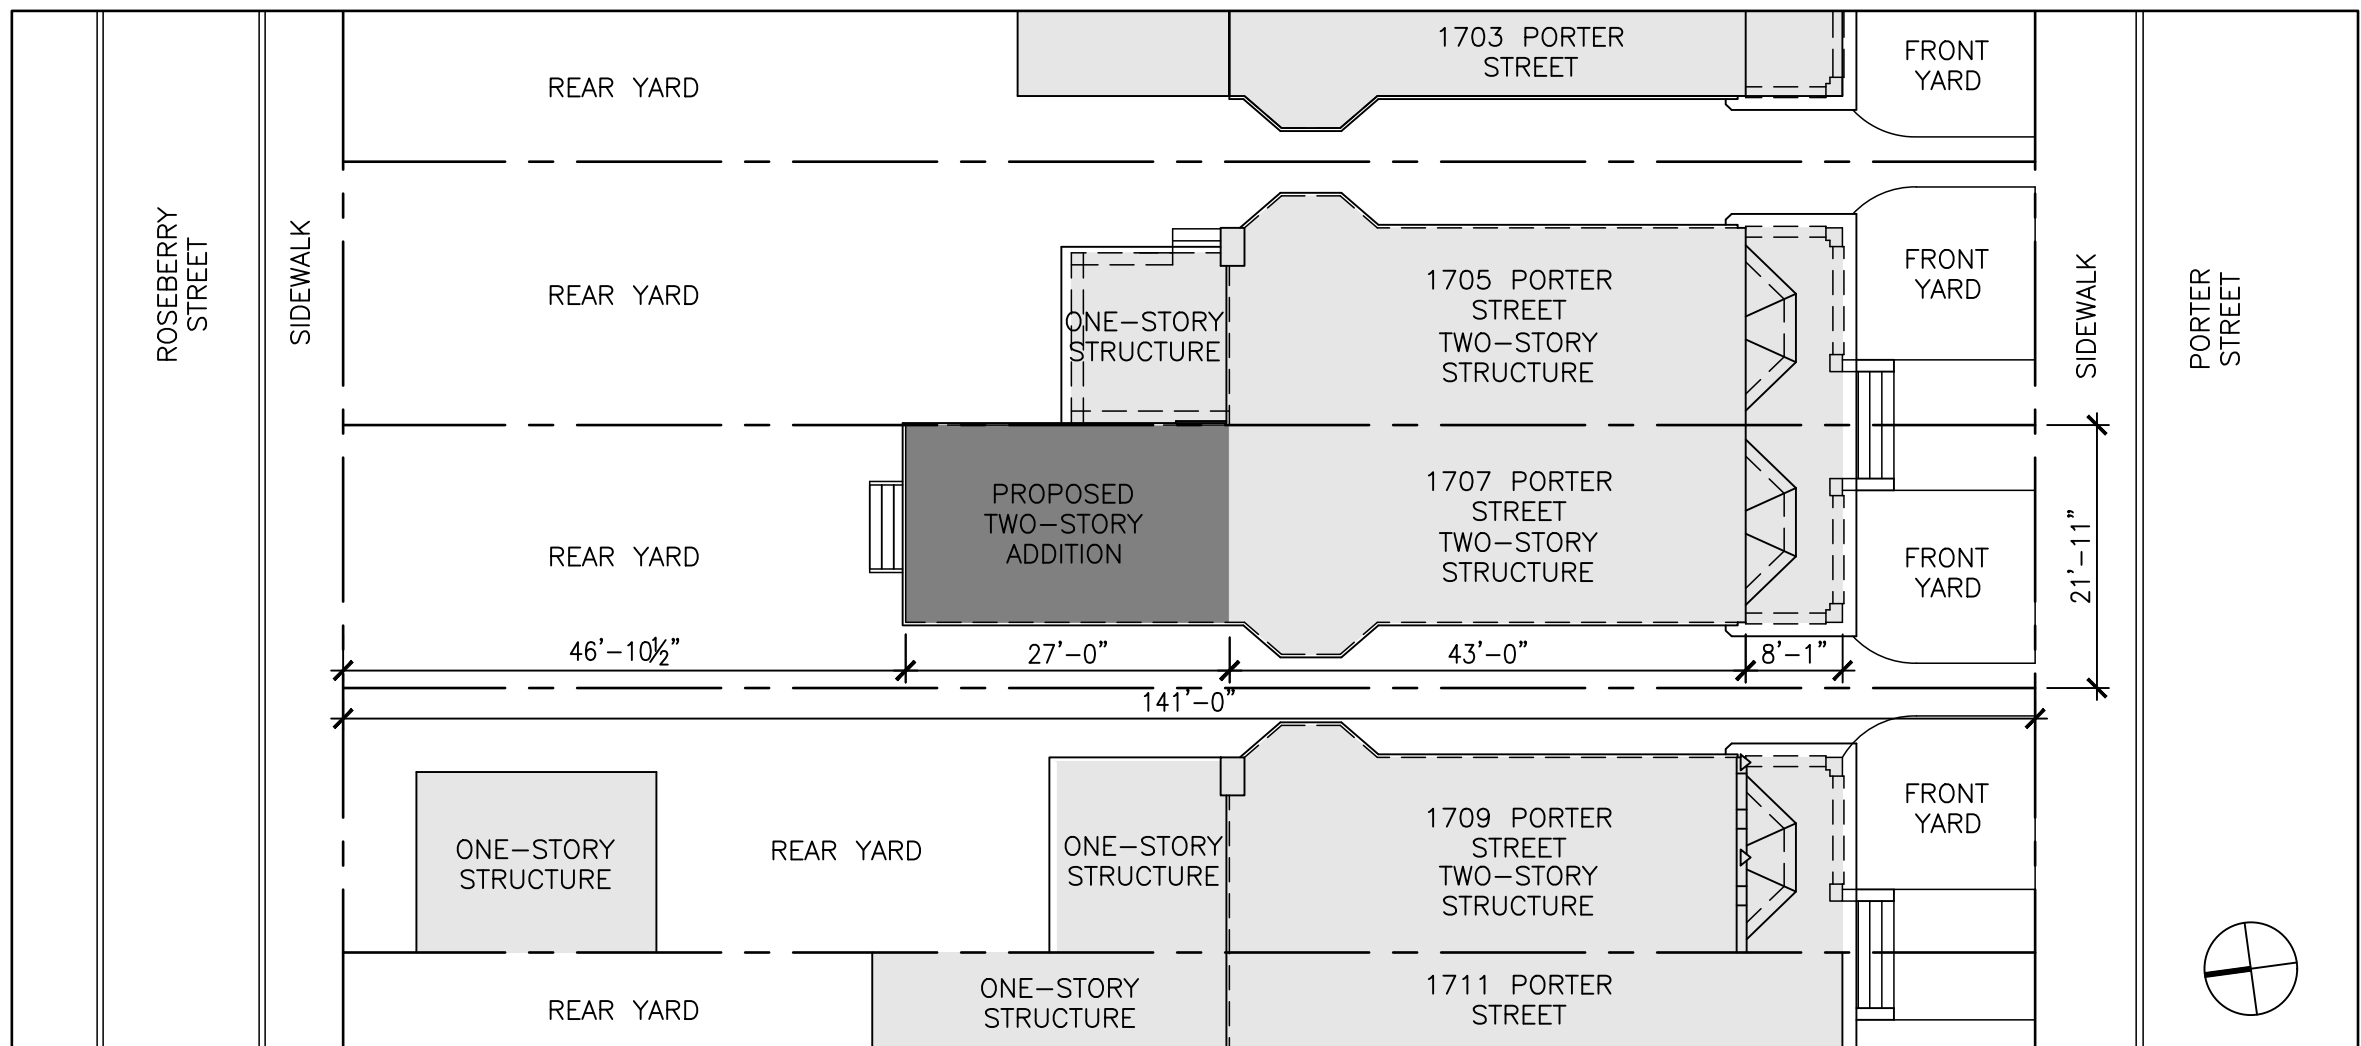 1703 PORTER
STREET
REAR YARD
FRONT
YARD
ROSEBERRY
STREET
SIDEWALK
REAR YARD
ONE-STORY
STRUCTURE
1705 PORTER
STREET
TWO-STORY
STRUCTURE
FRONT
YARD
SIDEWALK
PORTER
STREET
PROPOSED
TWO-STORY
ADDITION
1707 PORTER
STREET
TWO-STORY
STRUCTURE
REAR YARD
FRONT
YARD
21'-11"
46'-10½"
27'-0"
43'-0"
8'-1"
141'-0"
ONE-STORY
STRUCTURE
REAR YARD
ONE-STORY
STRUCTURE
1709 PORTER
STREET
TWO-STORY
STRUCTURE
FRONT
YARD
REAR YARD
ONE-STORY
STRUCTURE
1711 PORTER
STREET